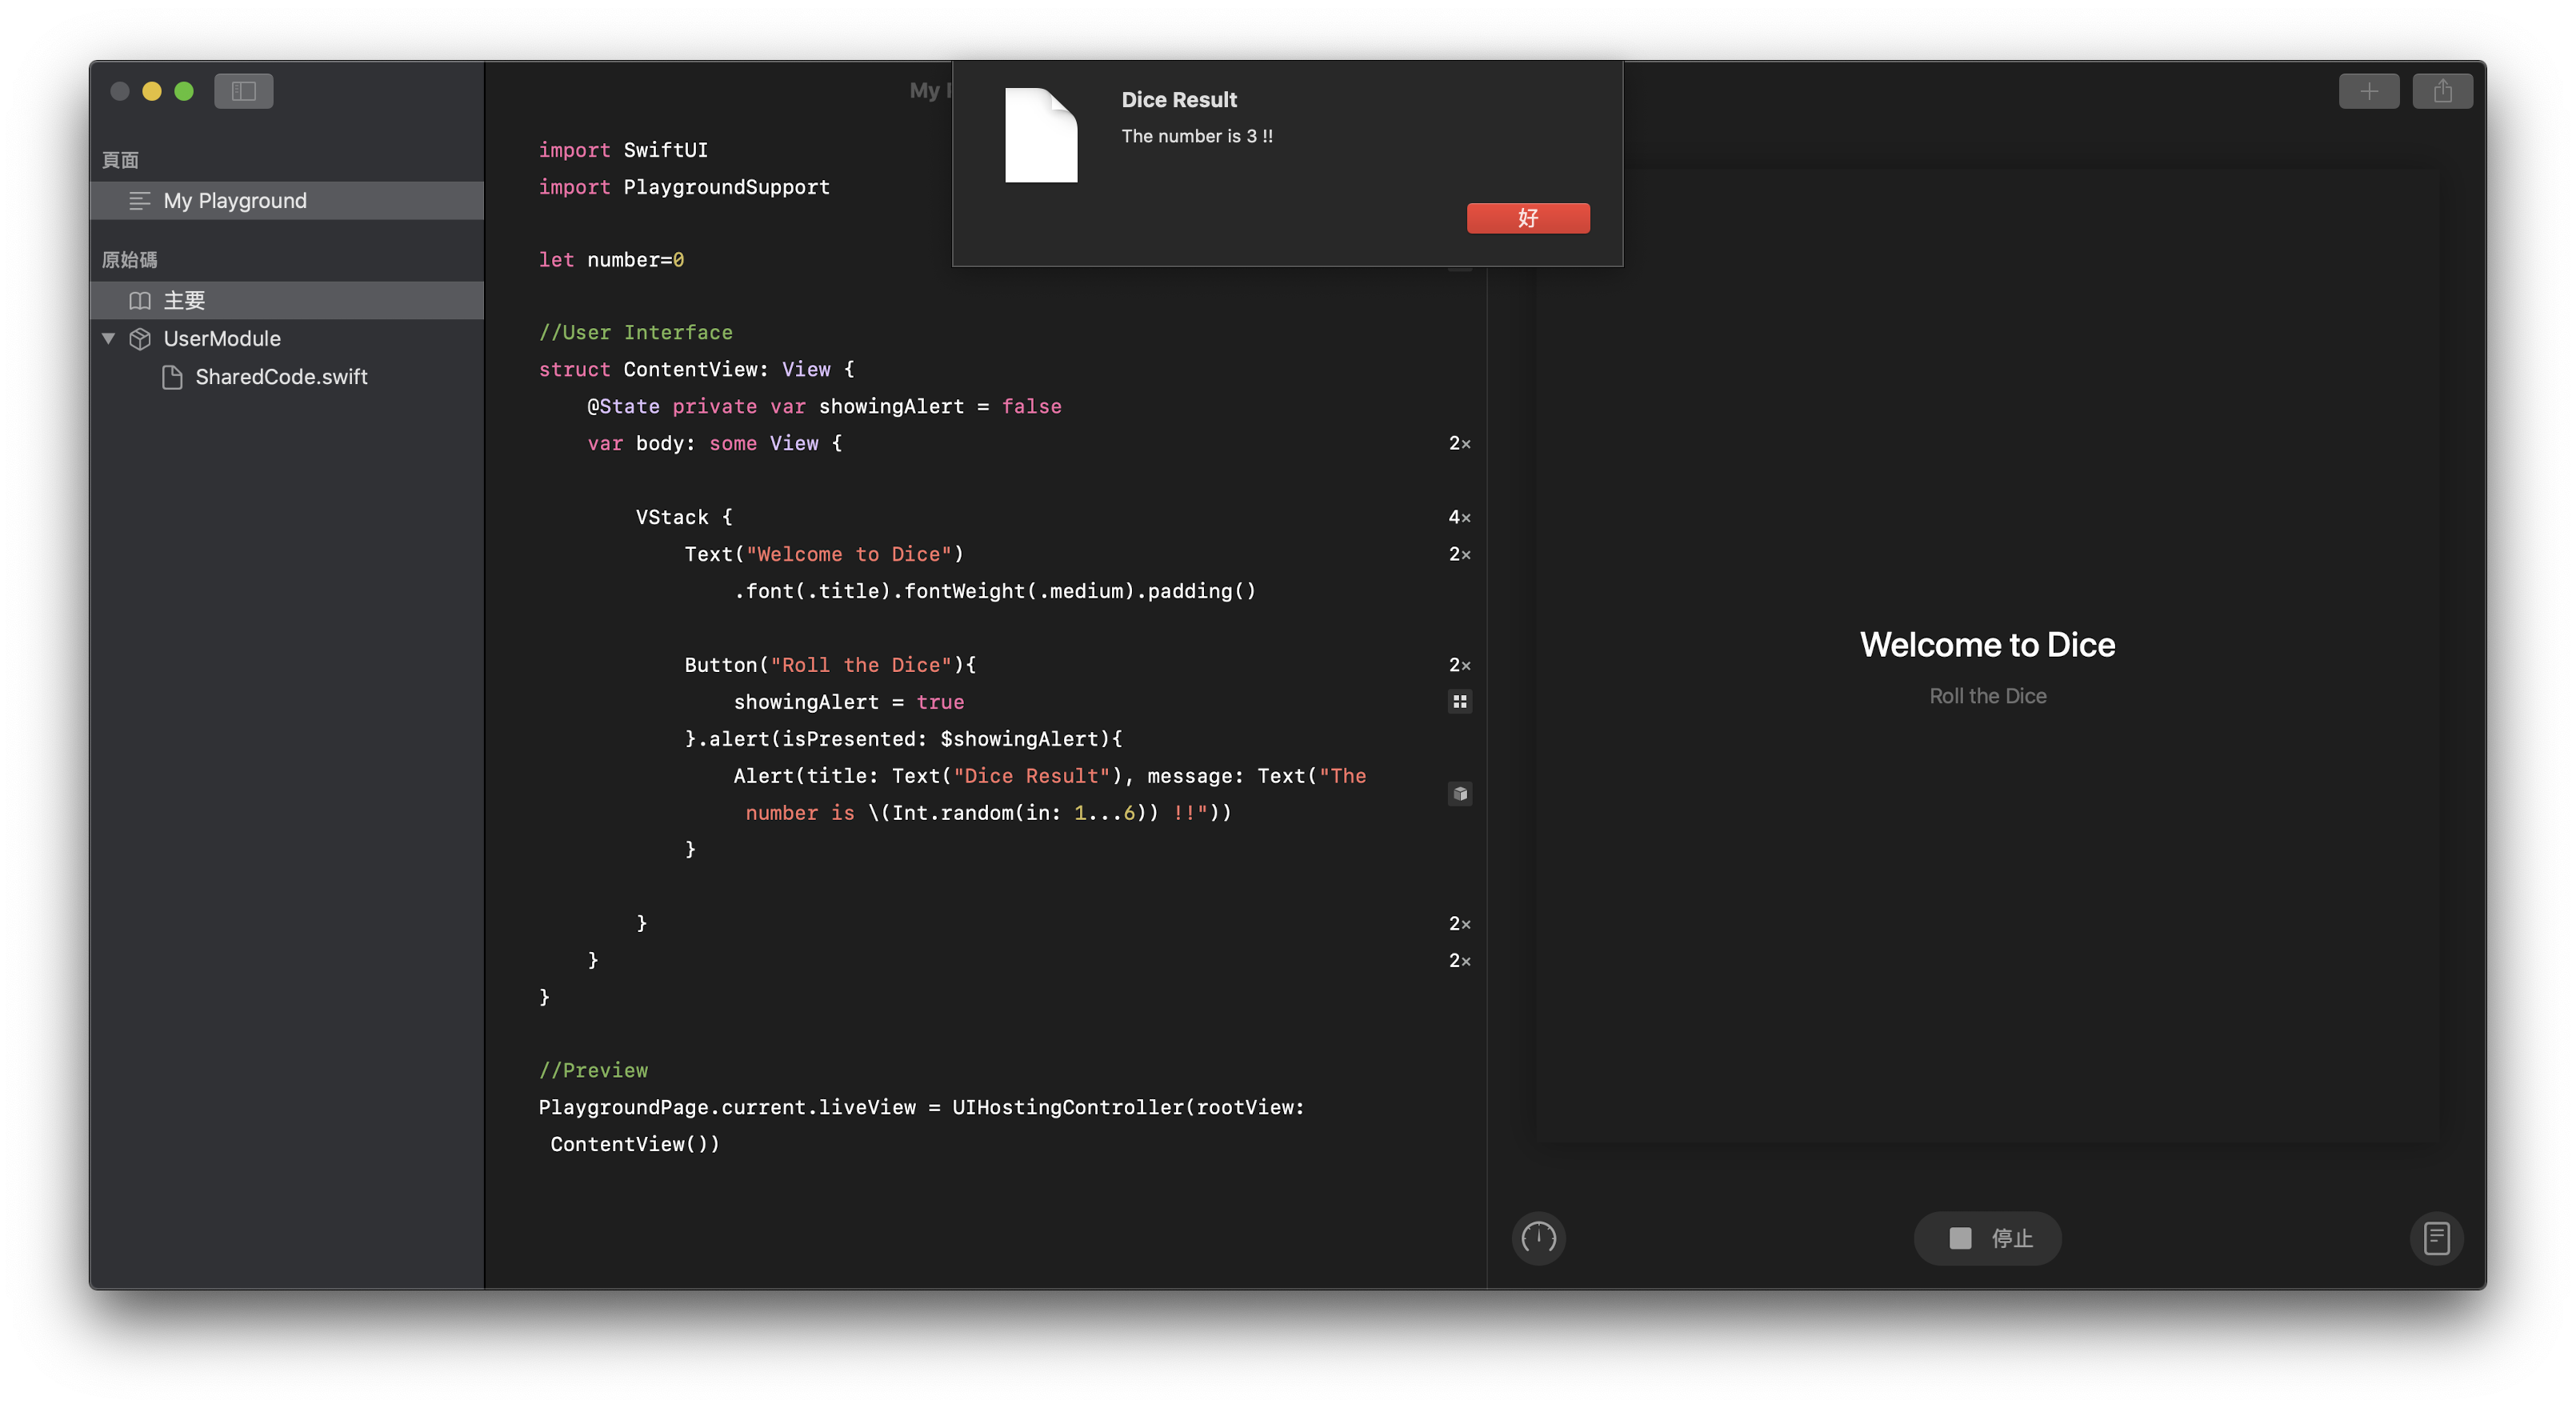 頁面
My Playground
原始碼
主要
UserModule
SharedCode.swift
My
Dice Result
The number is 3 !!
好
import SwiftUI
import PlaygroundSupport
let number=0
//User Interface
struct ContentView: View {
@State private var showingAlert = false
var body: some View {
2×
VStack {
4×
Text("Welcome to Dice")
2×
.font(.title).fontWeight(.medium).padding()
Button("Roll the Dice"){
2×
showingAlert = true
}.alert(isPresented: $showingAlert){
Alert(title: Text("Dice Result"), message: Text("The
number is \(Int.random(in: 1...6)) !!"))
}
}
2×
}
2×
}
//Preview
PlaygroundPage.current.liveView = UIHostingController(rootView:
ContentView())
Welcome to Dice
Roll the Dice
停止